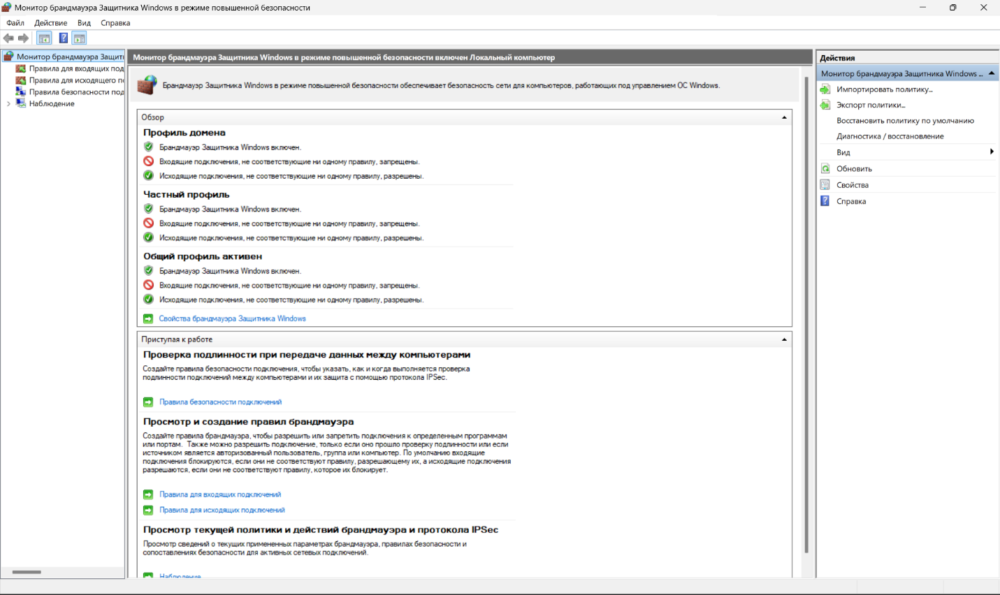 Монитор брандмауэра Защитника Windows в режиме повышенной безопасности
Файл Действие Вид Справка
Монитор брандмауэра Защит
Правила для входящих под
Правила для исходящего п
Правила безопасности под
Наблюдение
Монитор брандмауэра Защитника Windows в режиме повышенной безопасности включен Локальный компьютер
Брандмауэр Защитника Windows в режиме повышенной безопасности обеспечивает безопасность сети для компьютеров, работающих под управлением ОС Windows.
Обзор
Профиль домена
Брандмауэр Защитника Windows включен.
Входящие подключения, не соответствующие ни одному правилу, запрещены.
Исходящие подключения, не соответствующие ни одному правилу, разрешены.
Частный профиль
Брандмауэр Защитника Windows включен.
Входящие подключения, не соответствующие ни одному правилу, запрещены.
Исходящие подключения, не соответствующие ни одному правилу, разрешены.
Общий профиль активен
Брандмауэр Защитника Windows включен.
Входящие подключения, не соответствующие ни одному правилу, запрещены.
Исходящие подключения, не соответствующие ни одному правилу, разрешены.
Свойства брандмауэра Защитника Windows
Приступая к работе
Проверка подлинности при передаче данных между компьютерами
Создайте правила безопасности подключения, чтобы указать, как и когда выполняется проверка
подлинности подключений между компьютерами и их защита с помощью протокола IPSec.
Правила безопасности подключений
Просмотр и создание правил брандмауэра
Создайте правила брандмауэра, чтобы разрешить или запретить подключения к определенным программам
или портам. Также можно разрешить подключение, только если оно прошло проверку подлинности или если
источником является авторизованный пользователь, группа или компьютер. По умолчанию входящие
подключения блокируются, если они не соответствуют правилу, разрешающему их, а исходящие подключения
разрешаются, если они не соответствуют правилу, которое их блокирует.
Правила для входящих подключений
Правила для исходящих подключений
Просмотр текущей политики и действий брандмауэра и протокола IPSec
Просмотр сведений о текущих примененных параметрах брандмауэра, правилах безопасности и
сопоставлениях безопасности для активных сетевых подключений.
Наблюдение
Действия
Монитор брандмауэра Защитника Windows ...
Импортировать политику...
Экспорт политики...
Восстановить политику по умолчанию
Диагностика / восстановление
Вид
Обновить
Свойства
Справка